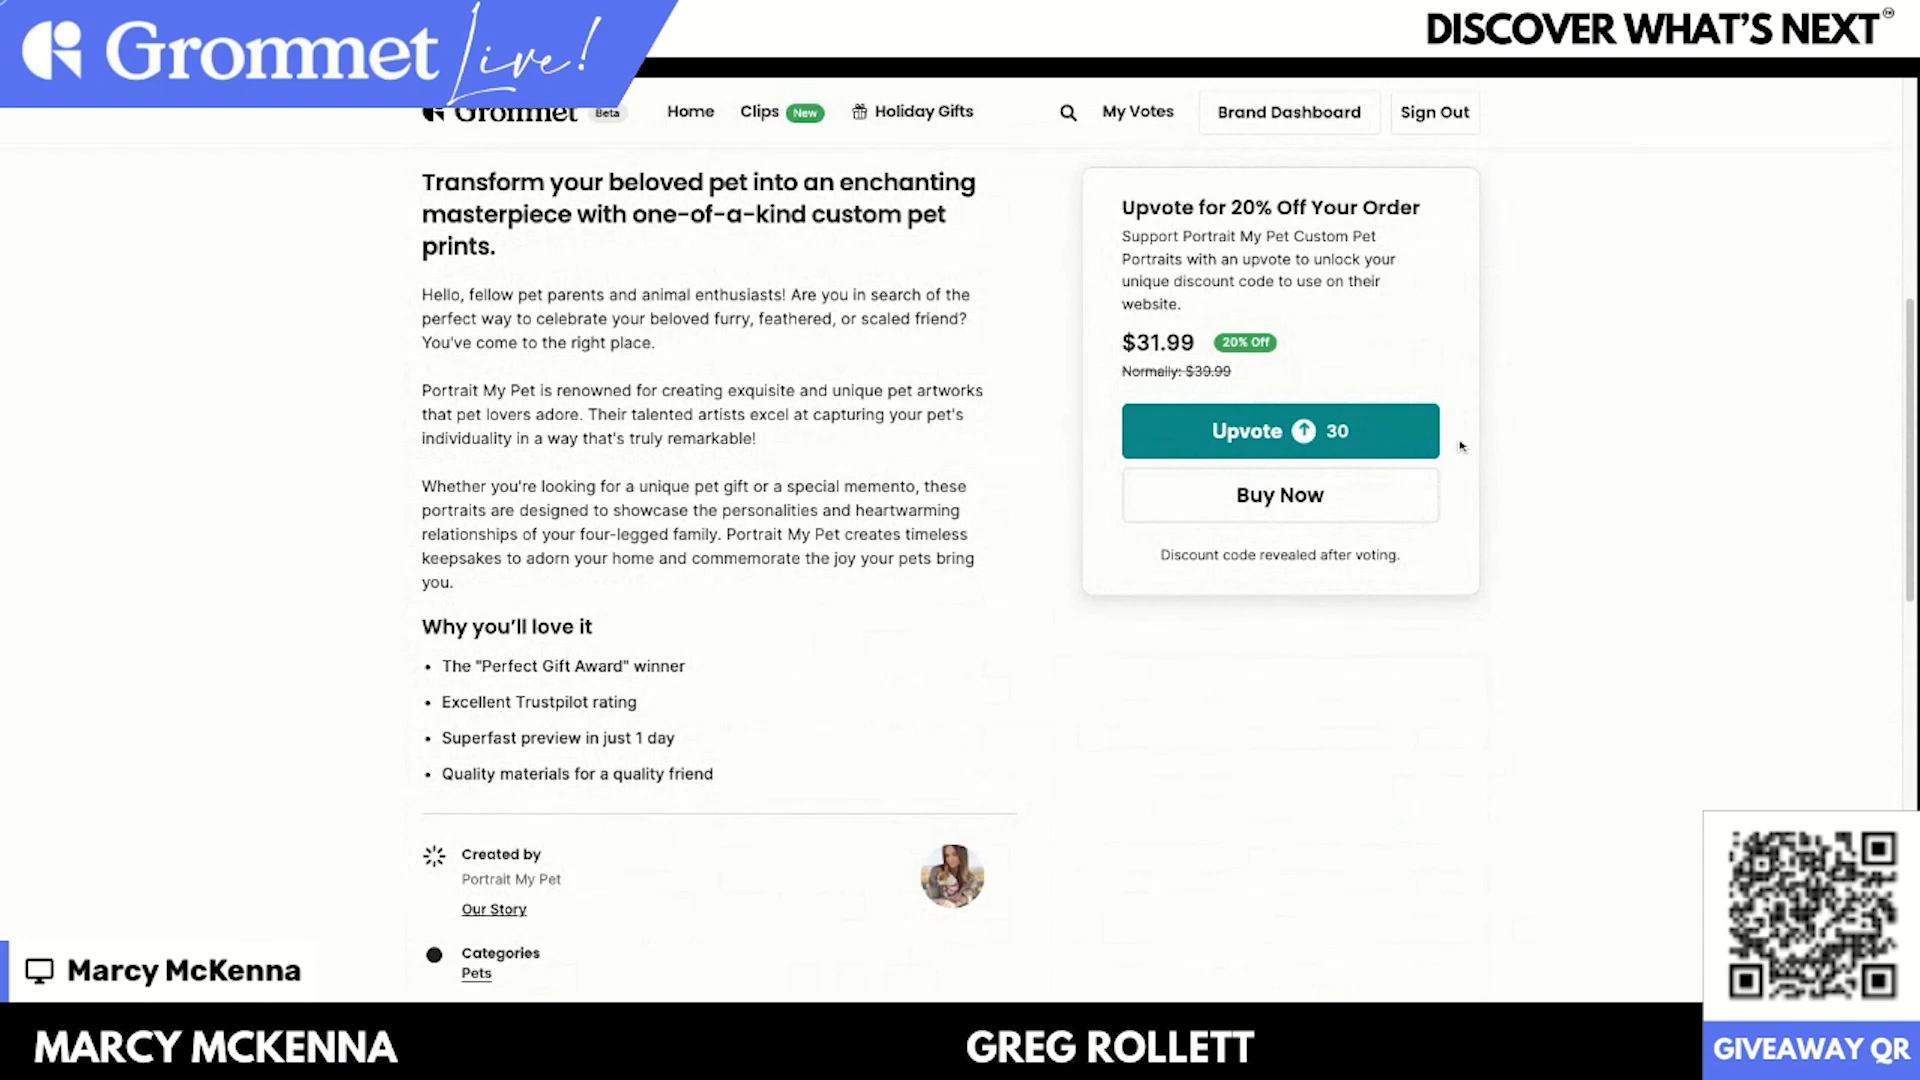 Grommet Live!
DISCOVER WHAT'S NEXT™
Grommet Beta
Home
Clips New
Holiday Gifts
My Votes
Brand Dashboard
Sign Out
Transform your beloved pet into an enchanting
masterpiece with one-of-a-kind custom pet
prints.
Hello, fellow pet parents and animal enthusiasts! Are you in search of the
perfect way to celebrate your beloved furry, feathered, or scaled friend?
You've come to the right place.
Portrait My Pet is renowned for creating exquisite and unique pet artworks
that pet lovers adore. Their talented artists excel at capturing your pet's
individuality in a way that's truly remarkable!
Whether you're looking for a unique pet gift or a special memento, these
portraits are designed to showcase the personalities and heartwarming
relationships of your four-legged family. Portrait My Pet creates timeless
keepsakes to adorn your home and commemorate the joy your pets bring
you.
Why you'll love it
• The "Perfect Gift Award" winner
• Excellent Trustpilot rating
• Superfast preview in just 1 day
• Quality materials for a quality friend
Created by
Portrait My Pet
Our Story
Categories
Pets
Upvote for 20% Off Your Order
Support Portrait My Pet Custom Pet
Portraits with an upvote to unlock your
unique discount code to use on their
website.
$31.99 20% Off
Normally: $39.99
Upvote 30
Buy Now
Discount code revealed after voting.
Marcy McKenna
MARCY MCKENNA
GREG ROLLETT
GIVEAWAY QR